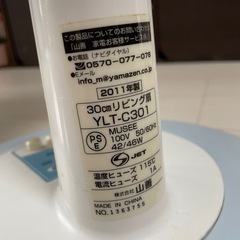 この製品についてのお問い合わせは
「山善 家電お客様サービス係」
●お電話(ナビダイヤル)
0570-077-078
●Eメール
info_m@yamazen.co.jp
2011年製
30cmリビング扇
YLT-C301
PS
E
MUSEE
100V 50/60Hz
42/46W
JET
温度ヒューズ 115C
電流ヒューズ 1A
株式会社 山善
MADE IN CHINA
NO.1363755